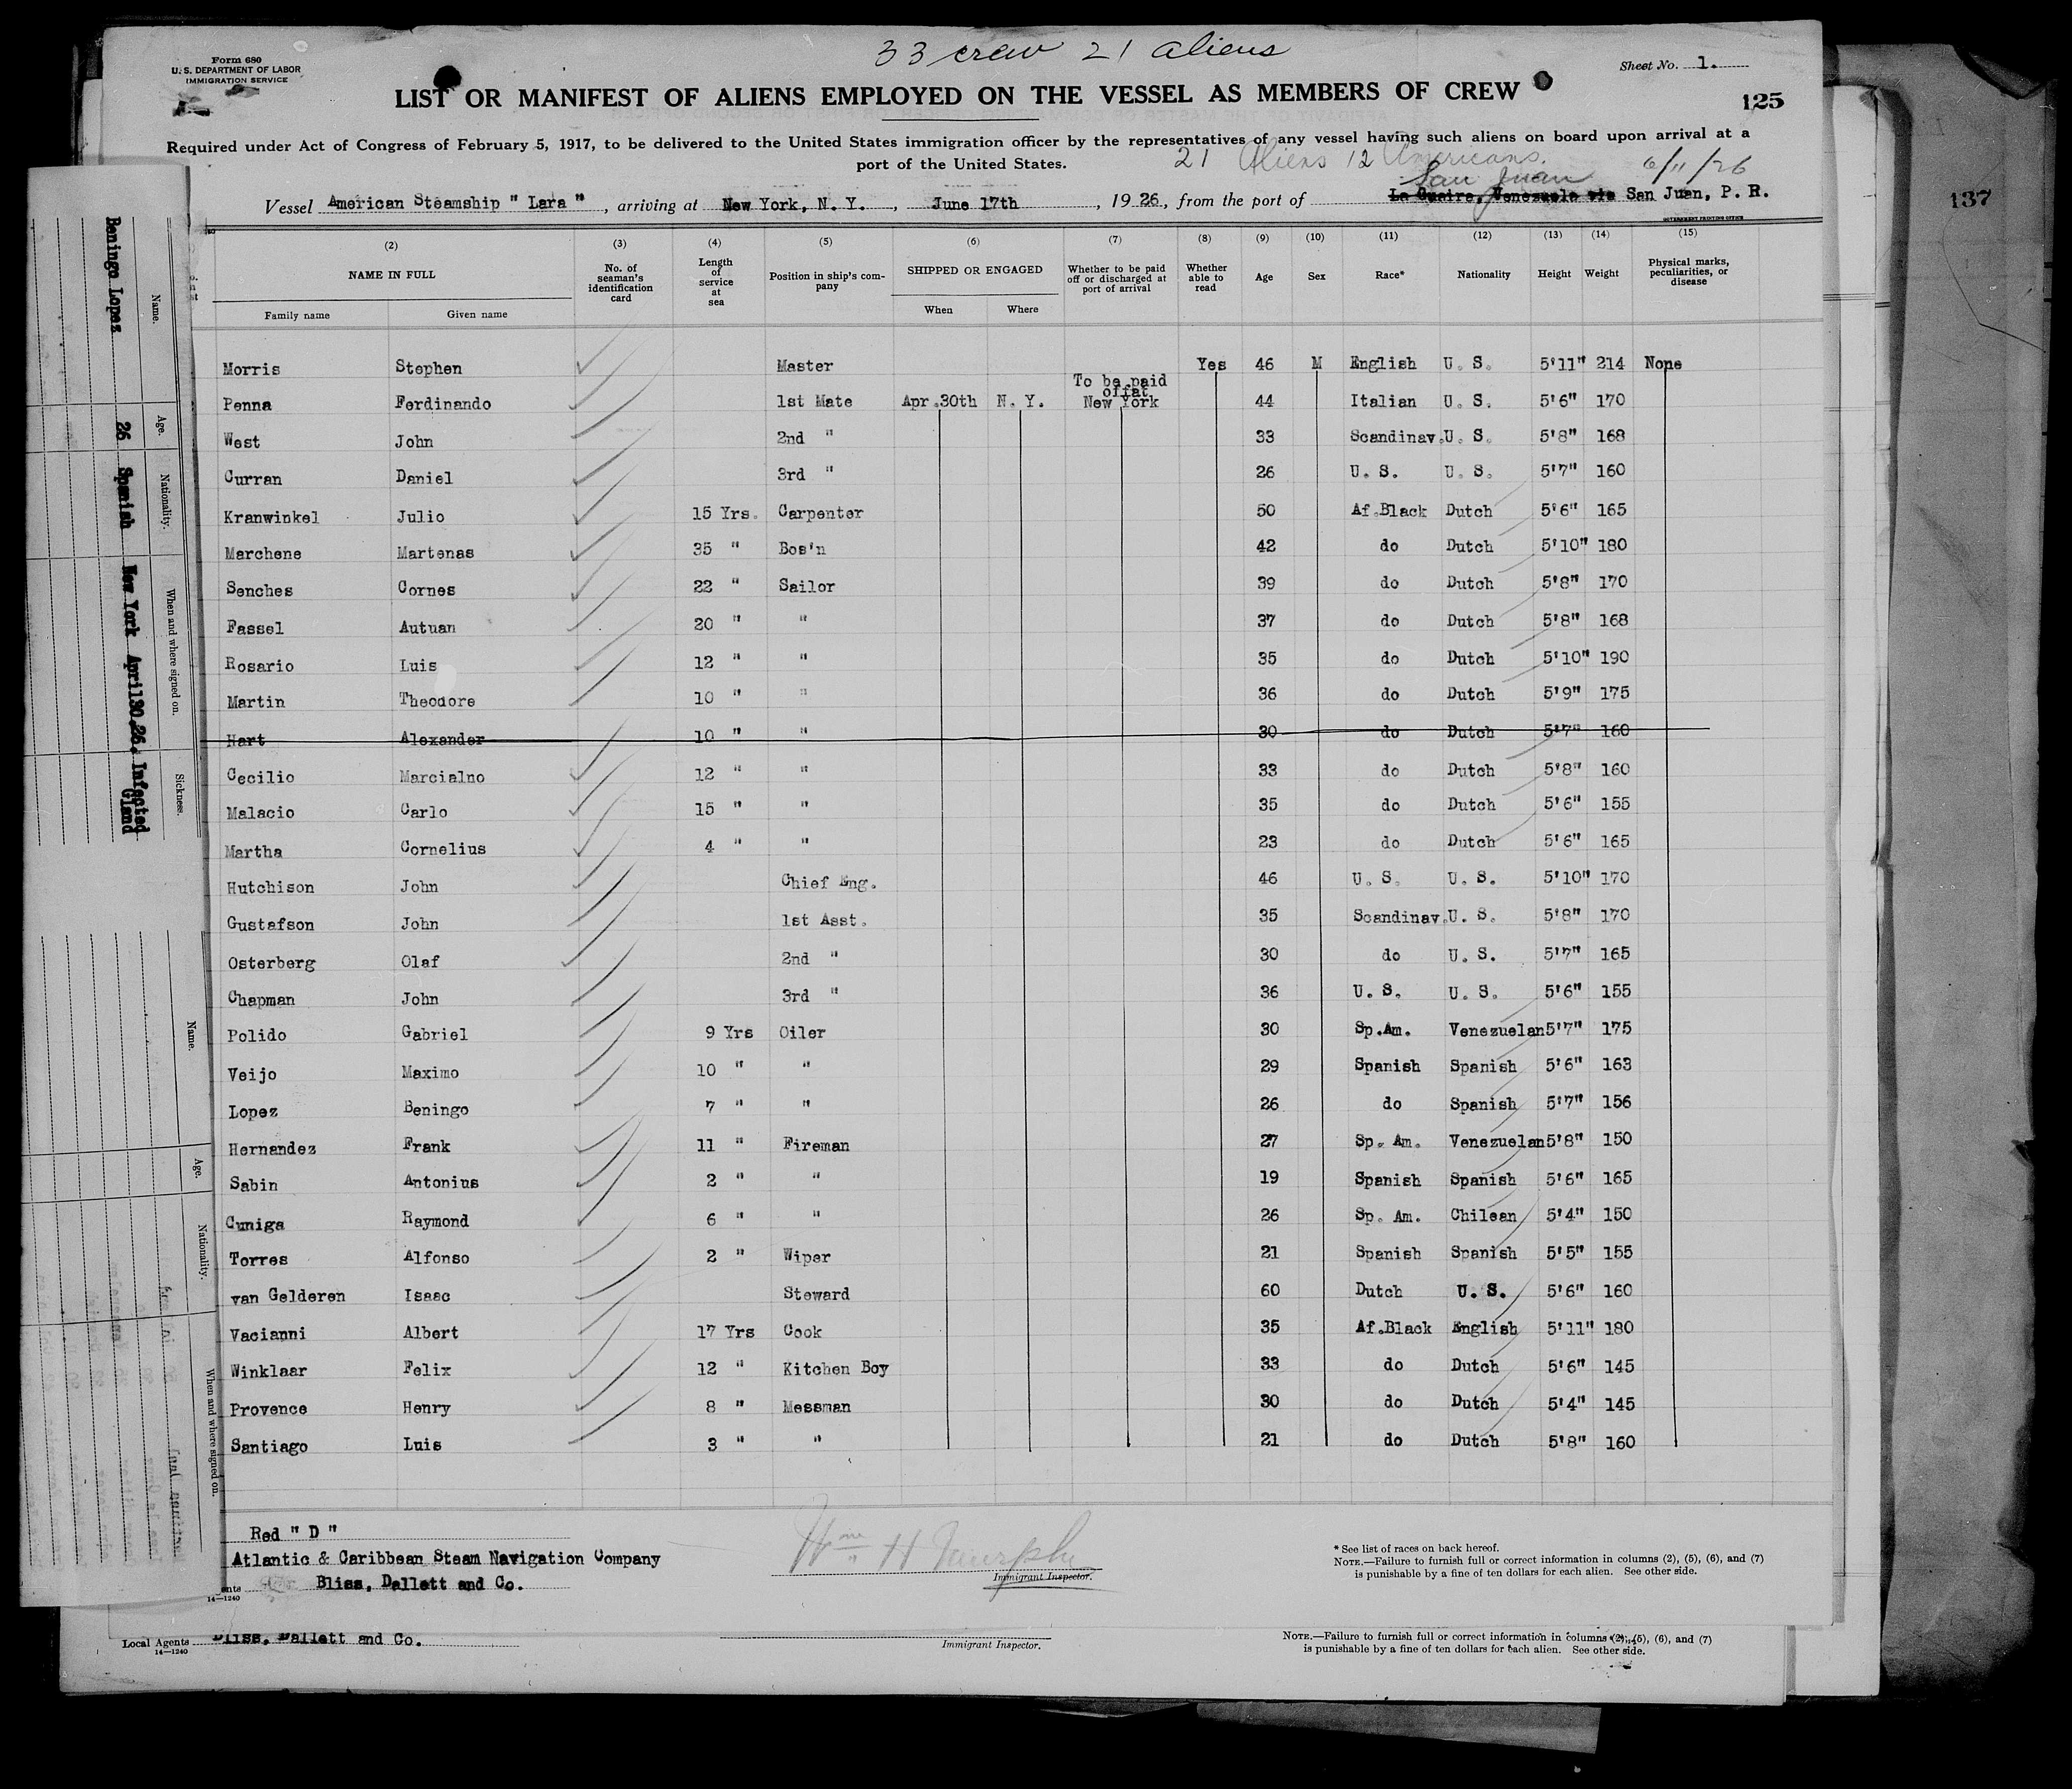 33 crew 21 aliens
Form 680
U. S. DEPARTMENT OF LABOR
IMMIGRATION SERVICE
Sheet No. 1.
LIST OR MANIFEST OF ALIENS EMPLOYED ON THE VESSEL AS MEMBERS OF CREW
125
Required under Act of Congress of February 5, 1917, to be delivered to the United States immigration officer by the representatives of any vessel having such aliens on board upon arrival at a
port of the United States.
21 Aliens 12 Americans.
6/11/26
San Juan
Vessel American Steamship " Lara ", arriving at New York, N. Y., June 17th, 1926, from the port of La Guaira, Venezuela via San Juan, P. R.
GOVERNMENT PRINTING OFFICE
137
(2) (3) (4) (5) (6) (7) (8) (9) (10) (11) (12) (13) (14) (15)
NAME IN FULL
Family name Given name
No. of seaman's identification card
Length of service at sea
Position in ship's company
SHIPPED OR ENGAGED
When Where
Whether to be paid off or discharged at port of arrival
Whether able to read
Age Sex Race* Nationality Height Weight
Physical marks, peculiarities, or disease
Morris Stephen Master Yes 46 M English U. S. 5'11" 214 None
Penna Ferdinando 1st Mate Apr.30th N. Y. To be paid off at New York 44 Italian U. S. 5'6" 170
West John 2nd " 33 Scandinav. U. S. 5'8" 168
Curran Daniel 3rd " 26 U. S. U. S. 5'7" 160
Kranwinkel Julio 15 Yrs. Carpenter 50 Af.Black Dutch 5'6" 165
Marchene Martenas 35 " Bos'n 42 do Dutch 5'10" 180
Senches Cornes 22 " Sailor 39 do Dutch 5'8" 170
Fassel Autuan 20 " " 37 do Dutch 5'8" 168
Rosario Luis 12 " " 35 do Dutch 5'10" 190
Martin Theodore 10 " " 36 do Dutch 5'9" 175
Hart Alexander 10 " " 30 do Dutch 5'7" 160
Cecilio Marcialno 12 " " 33 do Dutch 5'8" 160
Malacio Carlo 15 " " 35 do Dutch 5'6" 155
Martha Cornelius 4 " " 23 do Dutch 5'6" 165
Hutchison John Chief Eng. 46 U. S. U. S. 5'10" 170
Gustafson John 1st Asst. 35 Scandinav. U. S. 5'8" 170
Osterberg Olaf 2nd " 30 do U. S. 5'7" 165
Chapman John 3rd " 36 U. S. U. S. 5'6" 155
Polido Gabriel 9 Yrs Oiler 30 Sp.Am. Venezuelan 5'7" 175
Veijo Maximo 10 " " 29 Spanish Spanish 5'6" 163
Lopez Beningo 7 " " 26 do Spanish 5'7" 156
Hernandez Frank 11 " Fireman 27 Sp. Am. Venezuelan 5'8" 150
Sabin Antonius 2 " " 19 Spanish Spanish 5'6" 165
Cuniga Raymond 6 " " 26 Sp. Am. Chilean 5'4" 150
Torres Alfonso 2 " Wiper 21 Spanish Spanish 5'5" 155
van Gelderen Isaac Steward 60 Dutch U. S. 5'6" 160
Vacianni Albert 17 Yrs Cook 35 Af.Black English 5'11" 180
Winklaar Felix 12 " Kitchen Boy 33 do Dutch 5'6" 145
Provence Henry 8 " Messman 30 do Dutch 5'4" 145
Santiago Luis 3 " " 21 do Dutch 5'8" 160
Red " D "
Atlantic & Caribbean Steam Navigation Company
Bliss, Dallett and Co.
14—1240
Wm H Murphy
Immigrant Inspector.
* See list of races on back hereof.
NOTE.—Failure to furnish full or correct information in columns (2), (5), (6), and (7)
is punishable by a fine of ten dollars for each alien. See other side.
Local Agents Bliss, Dallett and Co.
14—1240
Immigrant Inspector.
NOTE.—Failure to furnish full or correct information in columns (2), (5), (6), and (7)
is punishable by a fine of ten dollars for each alien. See other side.
Name. Age. Nationality. When and where signed on. Sickness.
Beningo Lopez 26 Spanish New York April 30.26. Infected Gland
Name. Age. Nationality. When and where signed on.